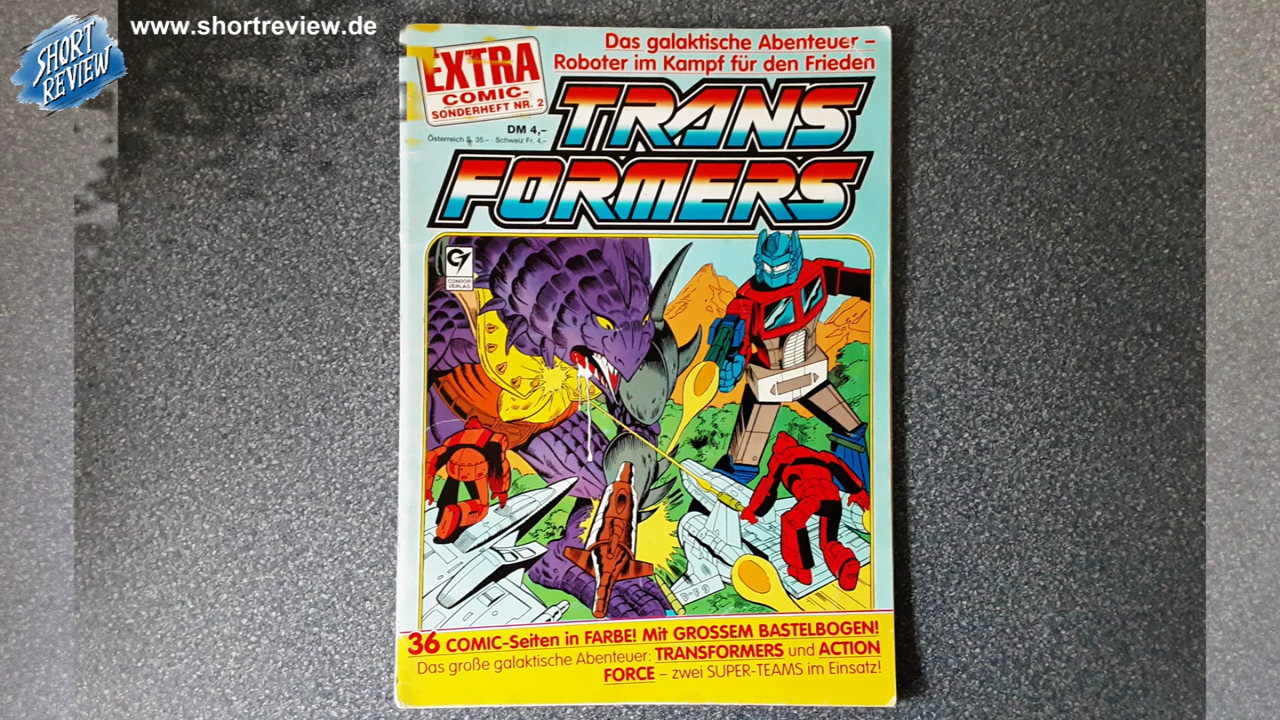 SHORT
REVIEW
www.shortreview.de
EXTRA
COMIC-
SONDERHEFT NR. 2
Das galaktische Abenteuer –
Roboter im Kampf für den Frieden
DM 4,–
Österreich S. 35.– · Schweiz Fr. 4,–
TRANS
FORMERS
CONDOR
VERLAG
36 COMIC-Seiten in FARBE! Mit GROSSEM BASTELBOGEN!
Das große galaktische Abenteuer: TRANSFORMERS und ACTION
FORCE – zwei SUPER-TEAMS im Einsatz!